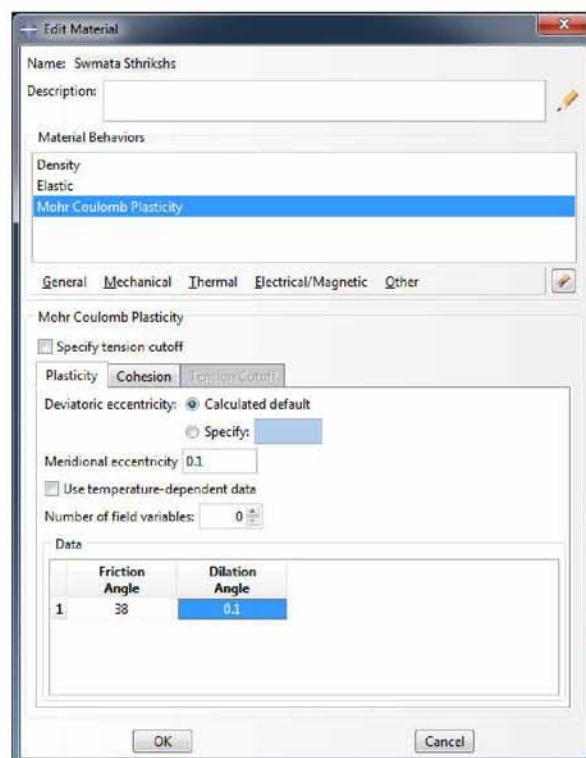 Edit Material
Name: Swmata Sthrikshs
Description:
Material Behaviors
Density
Elastic
Mohr Coulomb Plasticity
General Mechanical Thermal Electrical/Magnetic Other
Mohr Coulomb Plasticity
Specify tension cutoff
Plasticity Cohesion Tension Cutoff
Deviatoric eccentricity: Calculated default
Specify:
Meridional eccentricity 0.1
Use temperature-dependent data
Number of field variables: 0
Data
Friction Angle Dilation Angle
1 38 0.1
OK Cancel